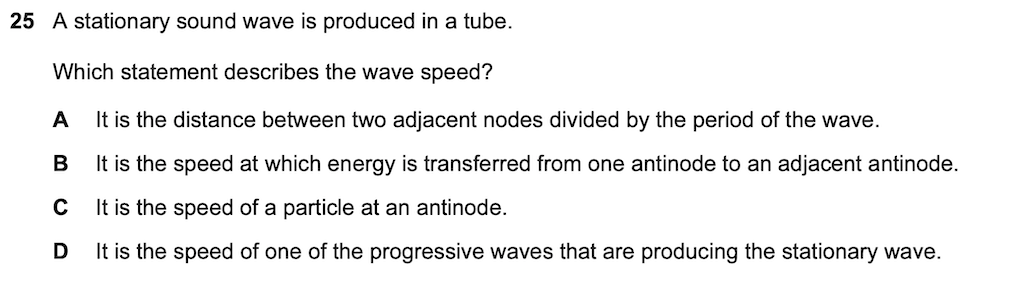 25 A stationary sound wave is produced in a tube.
Which statement describes the wave speed?
A It is the distance between two adjacent nodes divided by the period of the wave.
B It is the speed at which energy is transferred from one antinode to an adjacent antinode.
C It is the speed of a particle at an antinode.
D It is the speed of one of the progressive waves that are producing the stationary wave.